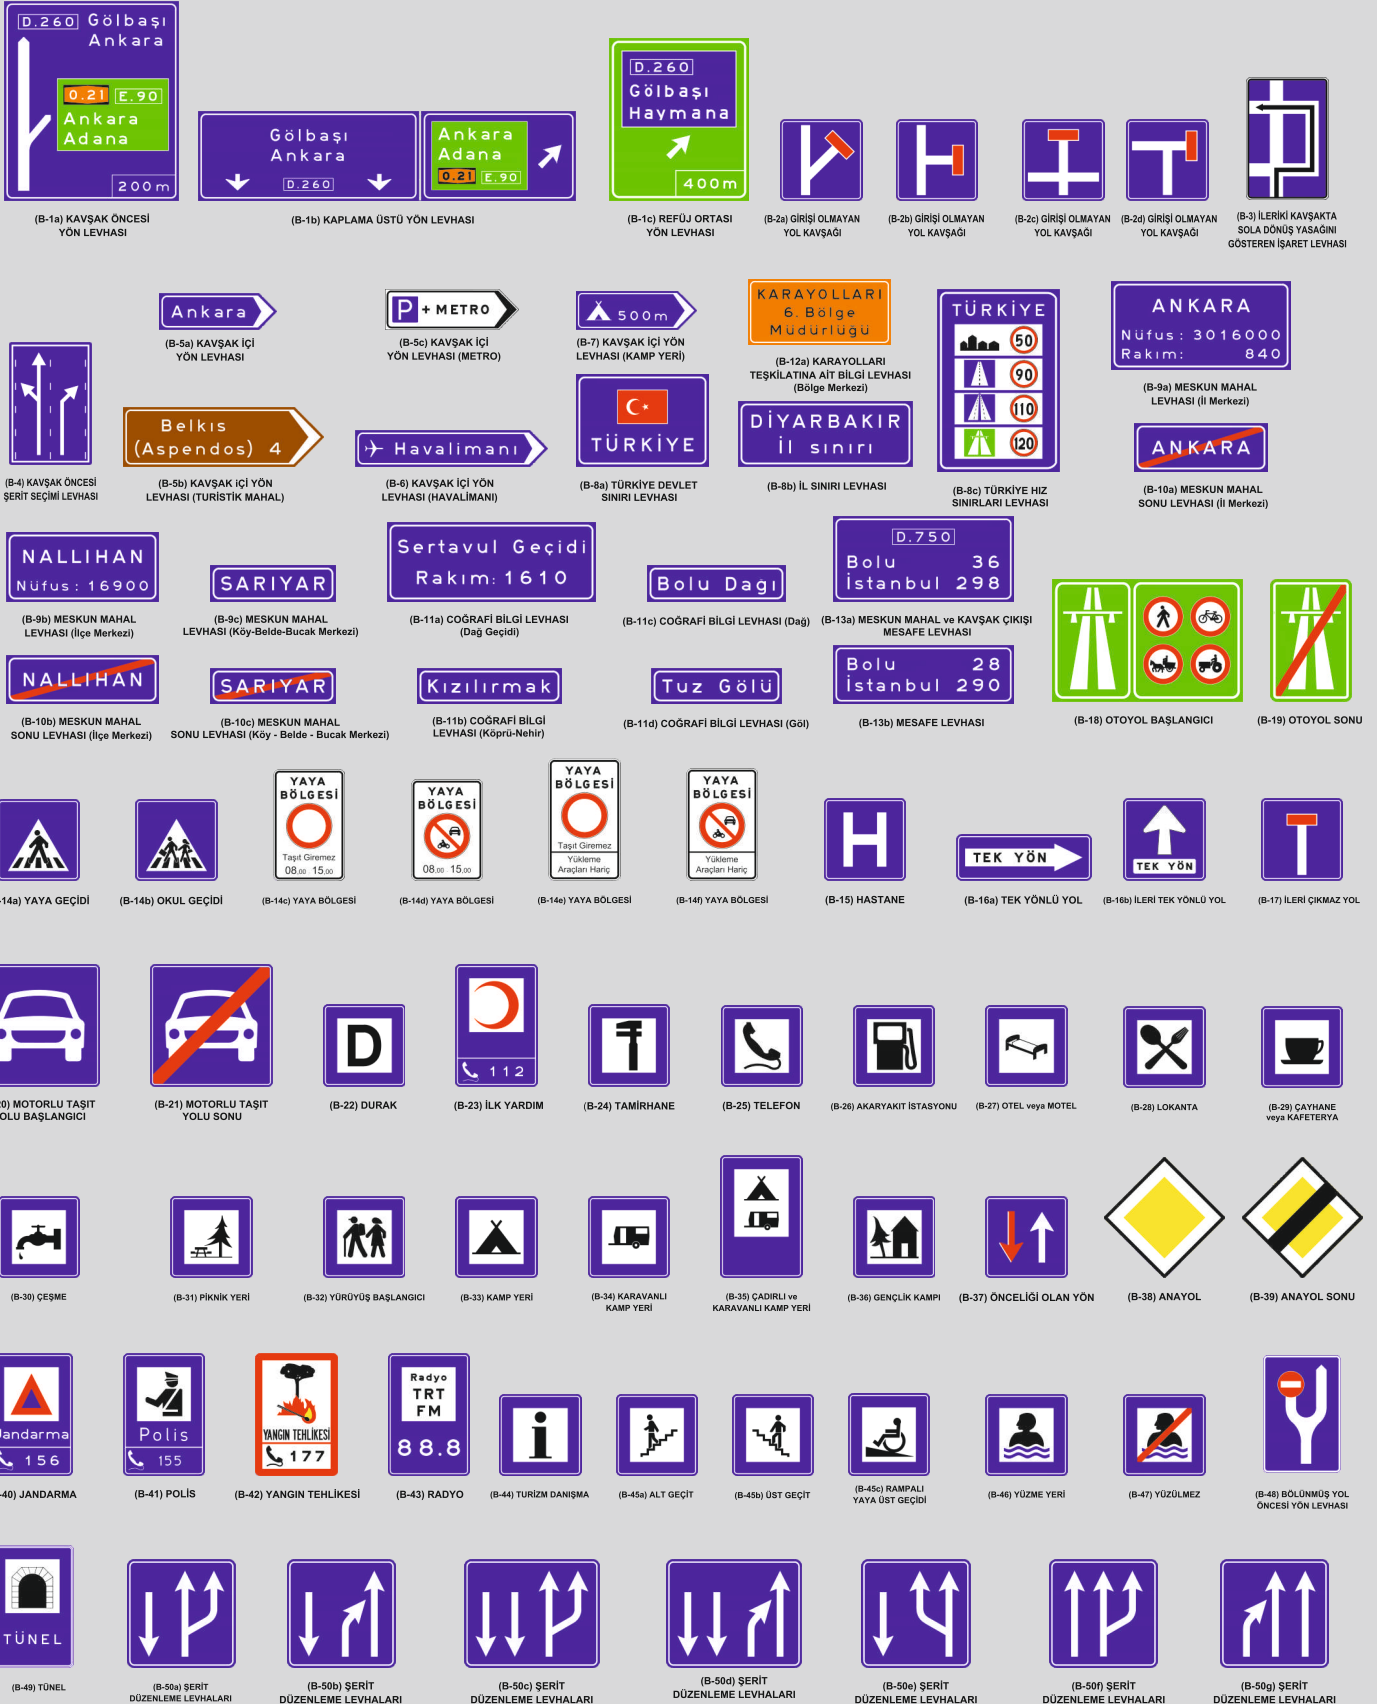 D.260 Gölbaşı
Ankara
0.21 E.90
Ankara
Adana
200m
(B-1a) KAVŞAK ÖNCESİ
YÖN LEVHASI
Gölbaşı
Ankara
D.260
Ankara
Adana
0.21 E.90
(B-1b) KAPLAMA ÜSTÜ YÖN LEVHASI
D.260
Gölbaşı
Haymana
400m
(B-1c) REFÜJ ORTASI
YÖN LEVHASI
(B-2a) GİRİŞİ OLMAYAN
YOL KAVŞAĞI
(B-2b) GİRİŞİ OLMAYAN
YOL KAVŞAĞI
(B-2c) GİRİŞİ OLMAYAN
YOL KAVŞAĞI
(B-2d) GİRİŞİ OLMAYAN
YOL KAVŞAĞI
(B-3) İLERİKİ KAVŞAKTA
SOLA DÖNÜŞ YASAĞINI
GÖSTEREN İŞARET LEVHASI
(B-4) KAVŞAK ÖNCESİ
ŞERİT SEÇİMİ LEVHASI
Ankara
(B-5a) KAVŞAK İÇİ
YÖN LEVHASI
P + METRO
(B-5c) KAVŞAK İÇİ
YÖN LEVHASI (METRO)
500m
(B-7) KAVŞAK İÇİ YÖN
LEVHASI (KAMP YERİ)
KARAYOLLARI
6. Bölge
Müdürlüğü
(B-12a) KARAYOLLARI
TEŞKİLATINA AİT BİLGİ LEVHASI
(Bölge Merkezi)
TÜRKİYE
50
90
110
120
(B-8c) TÜRKİYE HIZ
SINIRLARI LEVHASI
ANKARA
Nüfus: 3016000
Rakım: 840
(B-9a) MESKUN MAHAL
LEVHASI (İl Merkezi)
Belkıs
(Aspendos) 4
(B-5b) KAVŞAK İÇİ YÖN
LEVHASI (TURİSTİK MAHAL)
Havalimanı
(B-6) KAVŞAK İÇİ YÖN
LEVHASI (HAVALİMANI)
TÜRKİYE
(B-8a) TÜRKİYE DEVLET
SINIRI LEVHASI
DİYARBAKIR
İl sınırı
(B-8b) İL SINIRI LEVHASI
ANKARA
(B-10a) MESKUN MAHAL
SONU LEVHASI (İl Merkezi)
NALLIHAN
Nüfus: 16900
(B-9b) MESKUN MAHAL
LEVHASI (İlçe Merkezi)
SARIYAR
(B-9c) MESKUN MAHAL
LEVHASI (Köy-Belde-Bucak Merkezi)
Sertavul Geçidi
Rakım: 1610
(B-11a) COĞRAFİ BİLGİ LEVHASI
(Dağ Geçidi)
Bolu Dağı
(B-11c) COĞRAFİ BİLGİ LEVHASI (Dağ)
D.750
Bolu 36
İstanbul 298
(B-13a) MESKUN MAHAL ve KAVŞAK ÇIKIŞI
MESAFE LEVHASI
NALLIHAN
(B-10b) MESKUN MAHAL
SONU LEVHASI (İlçe Merkezi)
SARIYAR
(B-10c) MESKUN MAHAL
SONU LEVHASI (Köy - Belde - Bucak Merkezi)
Kızılırmak
(B-11b) COĞRAFİ BİLGİ
LEVHASI (Köprü-Nehir)
Tuz Gölü
(B-11d) COĞRAFİ BİLGİ LEVHASI (Göl)
Bolu 28
İstanbul 290
(B-13b) MESAFE LEVHASI
(B-18) OTOYOL BAŞLANGICI
(B-19) OTOYOL SONU
-14a) YAYA GEÇİDİ
(B-14b) OKUL GEÇİDİ
YAYA
BÖLGESİ
Taşıt Giremez
08.00 15.00
(B-14c) YAYA BÖLGESİ
YAYA
BÖLGESİ
08.00 15.00
(B-14d) YAYA BÖLGESİ
YAYA
BÖLGESİ
Taşıt Giremez
Yükleme
Araçları Hariç
(B-14e) YAYA BÖLGESİ
YAYA
BÖLGESİ
Yükleme
Araçları Hariç
(B-14f) YAYA BÖLGESİ
H
(B-15) HASTANE
TEK YÖN
(B-16a) TEK YÖNLÜ YOL
TEK YÖN
(B-16b) İLERİ TEK YÖNLÜ YOL
(B-17) İLERİ ÇIKMAZ YOL
20) MOTORLU TAŞIT
OLU BAŞLANGICI
(B-21) MOTORLU TAŞIT
YOLU SONU
D
(B-22) DURAK
112
(B-23) İLK YARDIM
(B-24) TAMİRHANE
(B-25) TELEFON
(B-26) AKARYAKIT İSTASYONU
(B-27) OTEL veya MOTEL
(B-28) LOKANTA
(B-29) ÇAYHANE
veya KAFETERYA
(B-30) ÇEŞME
(B-31) PİKNİK YERİ
(B-32) YÜRÜYÜŞ BAŞLANGICI
(B-33) KAMP YERİ
(B-34) KARAVANLI
KAMP YERİ
(B-35) ÇADIRLI ve
KARAVANLI KAMP YERİ
(B-36) GENÇLİK KAMPI
(B-37) ÖNCELİĞİ OLAN YÖN
(B-38) ANAYOL
(B-39) ANAYOL SONU
Jandarma
156
-40) JANDARMA
Polis
155
(B-41) POLİS
YANGIN TEHLİKESİ
177
(B-42) YANGIN TEHLİKESİ
Radyo
TRT
FM
88.8
(B-43) RADYO
i
(B-44) TURİZM DANIŞMA
(B-45a) ALT GEÇİT
(B-45b) ÜST GEÇİT
(B-45c) RAMPALI
YAYA ÜST GEÇİDİ
(B-46) YÜZME YERİ
(B-47) YÜZÜLMEZ
(B-48) BÖLÜNMÜŞ YOL
ÖNCESİ YÖN LEVHASI
TÜNEL
(B-49) TÜNEL
(B-50a) ŞERİT
DÜZENLEME LEVHALARI
(B-50b) ŞERİT
DÜZENLEME LEVHALARI
(B-50c) ŞERİT
DÜZENLEME LEVHALARI
(B-50d) ŞERİT
DÜZENLEME LEVHALARI
(B-50e) ŞERİT
DÜZENLEME LEVHALARI
(B-50f) ŞERİT
DÜZENLEME LEVHALARI
(B-50g) ŞERİT
DÜZENLEME LEVHALARI